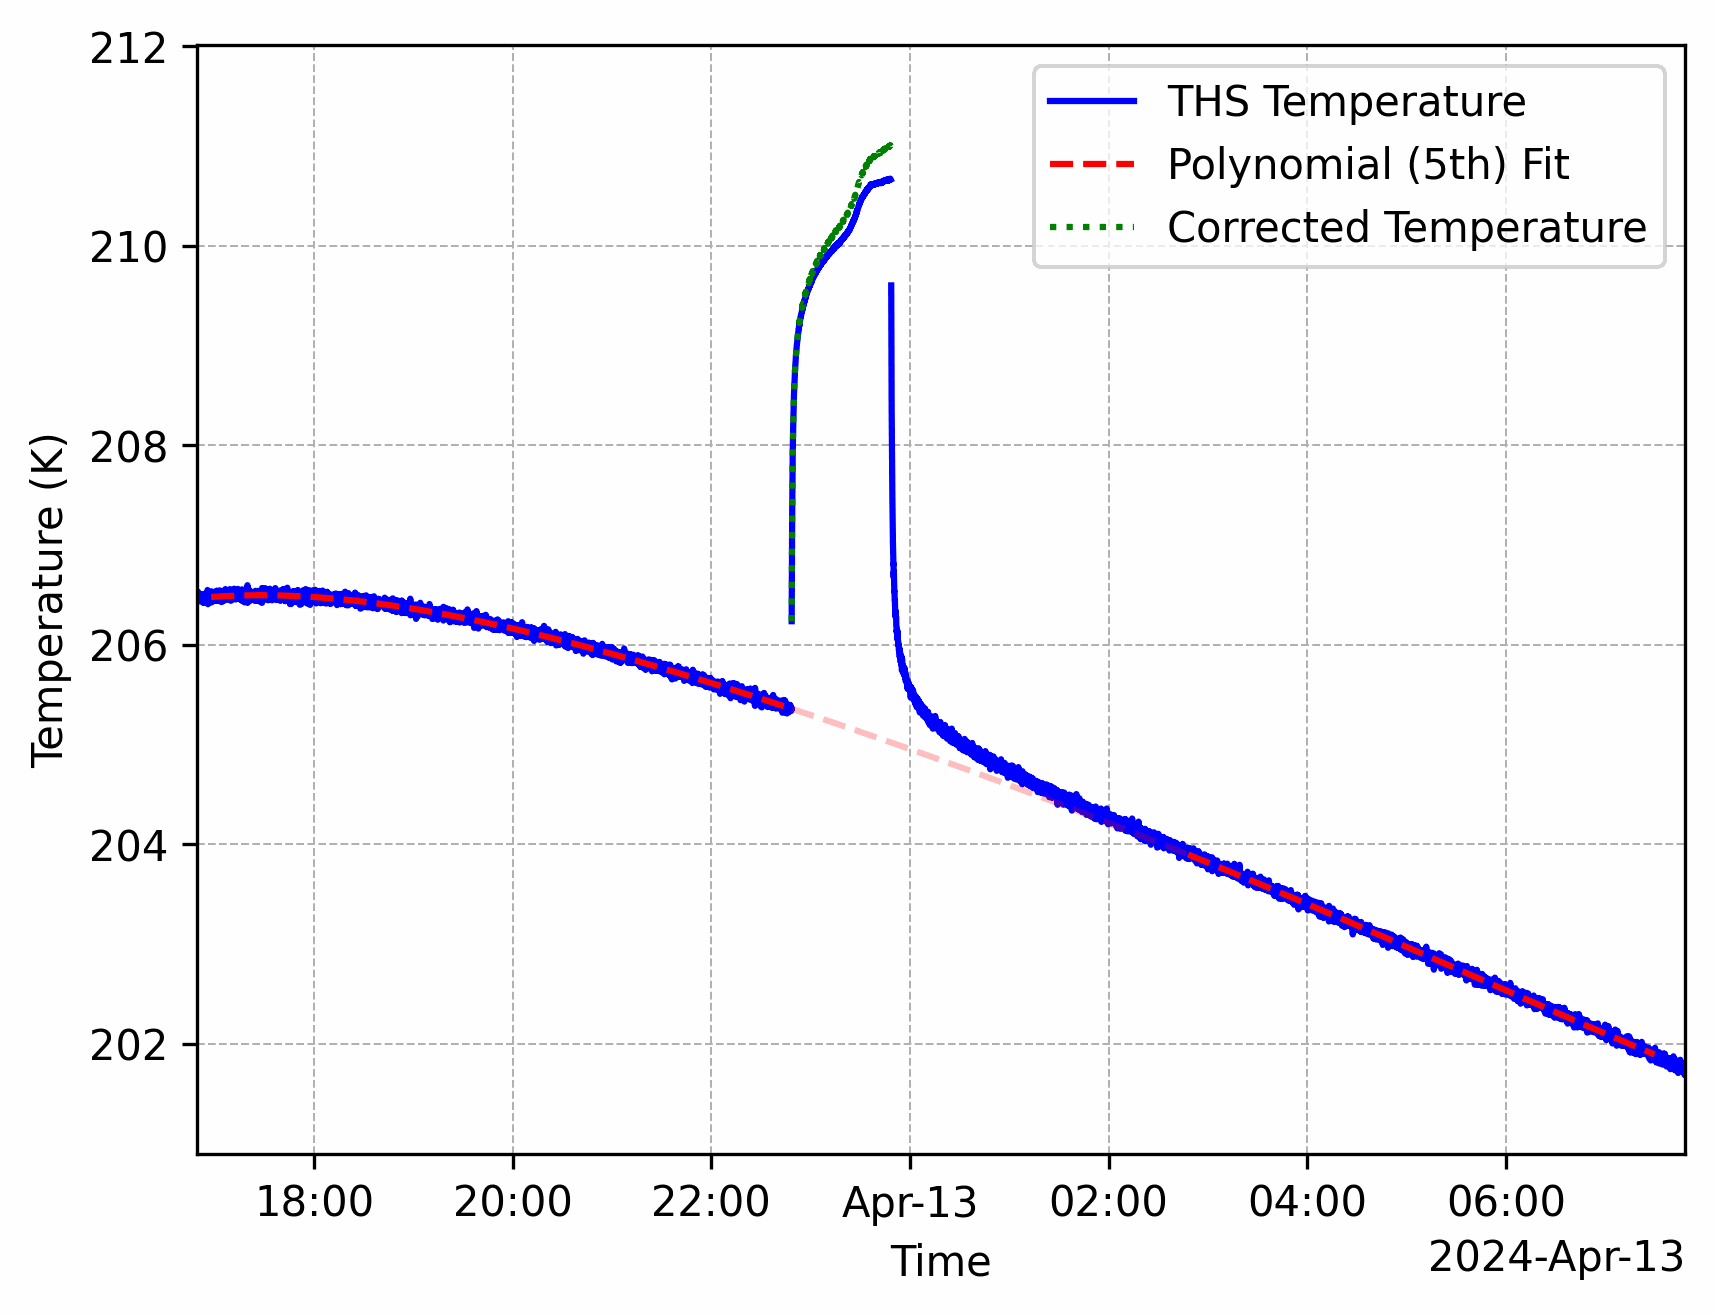 212
210
208
206
204
202
Temperature (K)
THS Temperature
Polynomial (5th) Fit
Corrected Temperature
18:00 20:00 22:00 Apr-13 02:00 04:00 06:00
Time
2024-Apr-13